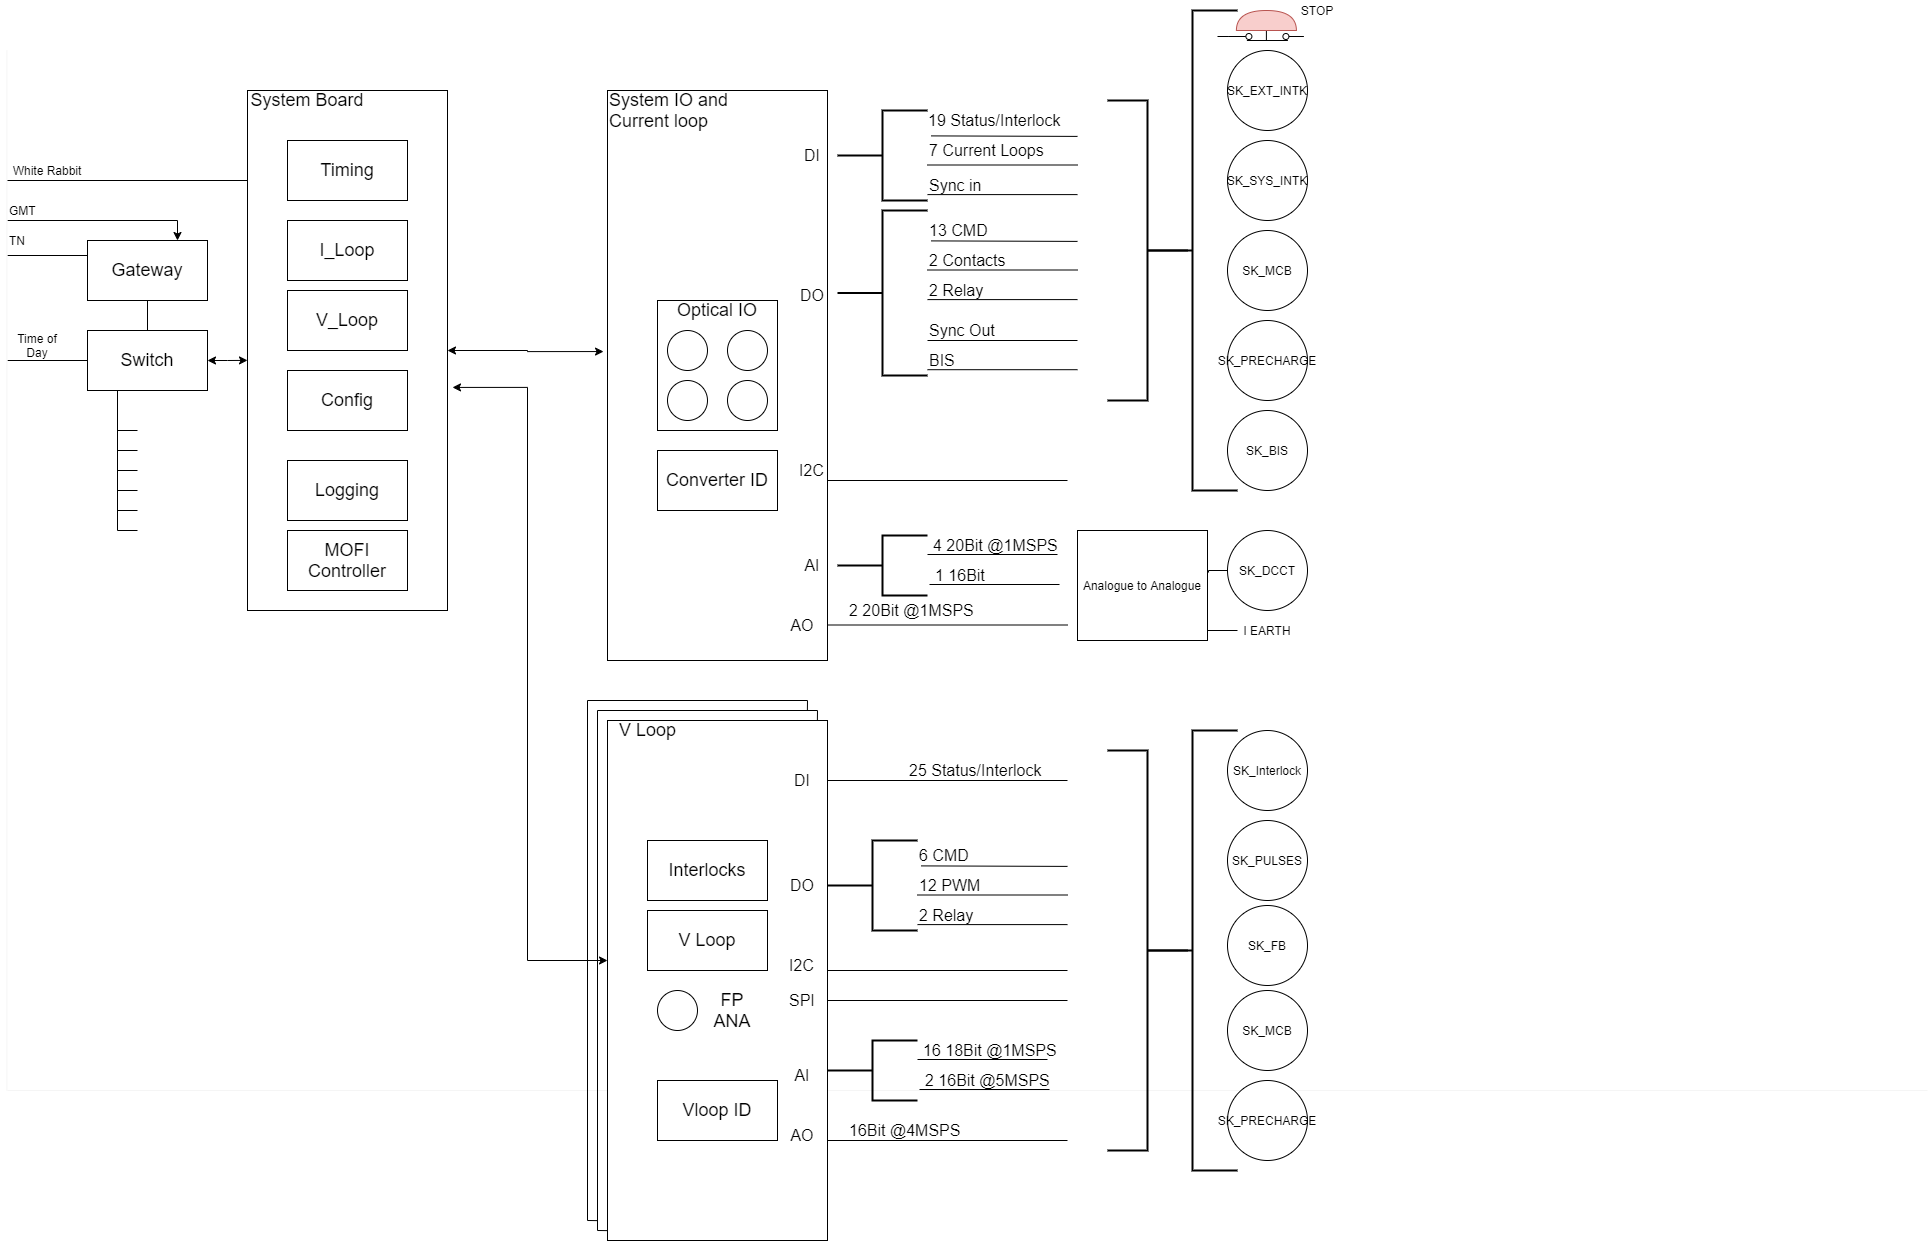 STOP
System Board
System IO and
Current loop
SK_EXT_INTK
19 Status/Interlock
DI
7 Current Loops
Sync in
White Rabbit
Timing
SK_SYS_INTK
GMT
TN
Gateway
I_Loop
13 CMD
2 Contacts
DO
2 Relay
Sync Out
BIS
SK_MCB
V_Loop
Optical IO
Time of
Day
Switch
SK_PRECHARGE
Config
SK_BIS
I2C
Converter ID
Logging
MOFI
Controller
AI
4 20Bit @1MSPS
1 16Bit
AO
2 20Bit @1MSPS
Analogue to Analogue
SK_DCCT
I EARTH
V Loop
DI
25 Status/Interlock
SK_Interlock
Interlocks
DO
6 CMD
12 PWM
2 Relay
SK_PULSES
V Loop
SK_FB
I2C
SPI
FP
ANA
SK_MCB
AI
16 18Bit @1MSPS
2 16Bit @5MSPS
Vloop ID
AO
16Bit @4MSPS
SK_PRECHARGE